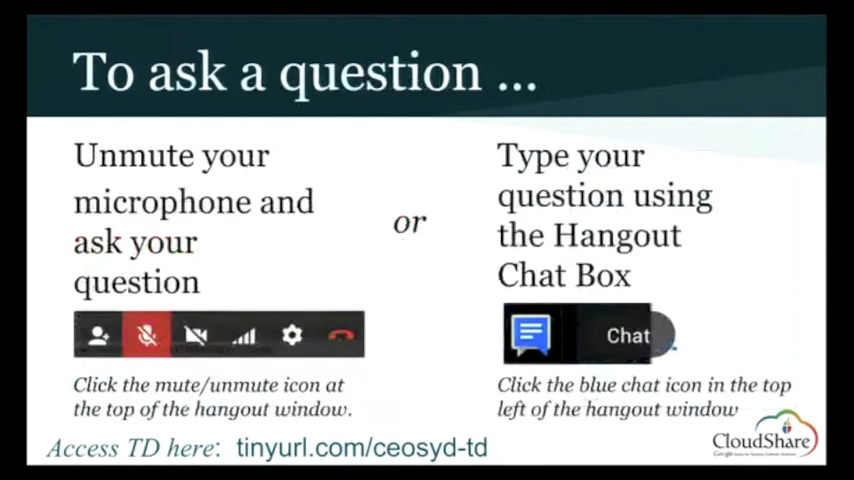 To ask a question ...
Unmute your
microphone and
ask your
question
or
Type your
question using
the Hangout
Chat Box
Chat
Click the mute/unmute icon at
the top of the hangout window.
Click the blue chat icon in the top
left of the hangout window
Access TD here: tinyurl.com/ceosyd-td
CloudShare